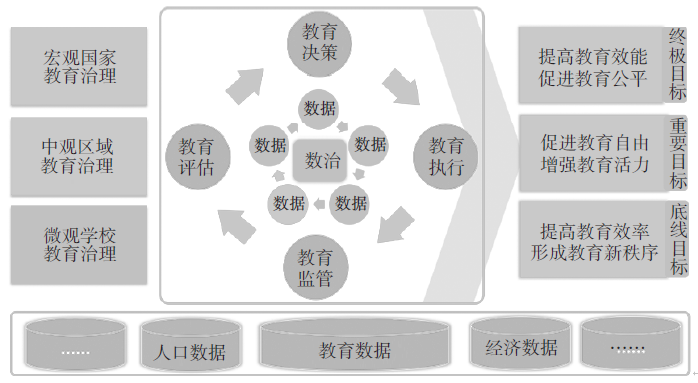 宏观国家
教育治理
中观区域
教育治理
微观学校
教育治理
教育
决策
教育
执行
教育
监管
教育
评估
数据
数据
数据
数据
数据
数治
提高教育效能
促进教育公平
终极目标
促进教育自由
增强教育活力
重要目标
提高教育效率
形成教育新秩序
底线目标
......
人口数据
教育数据
经济数据
......